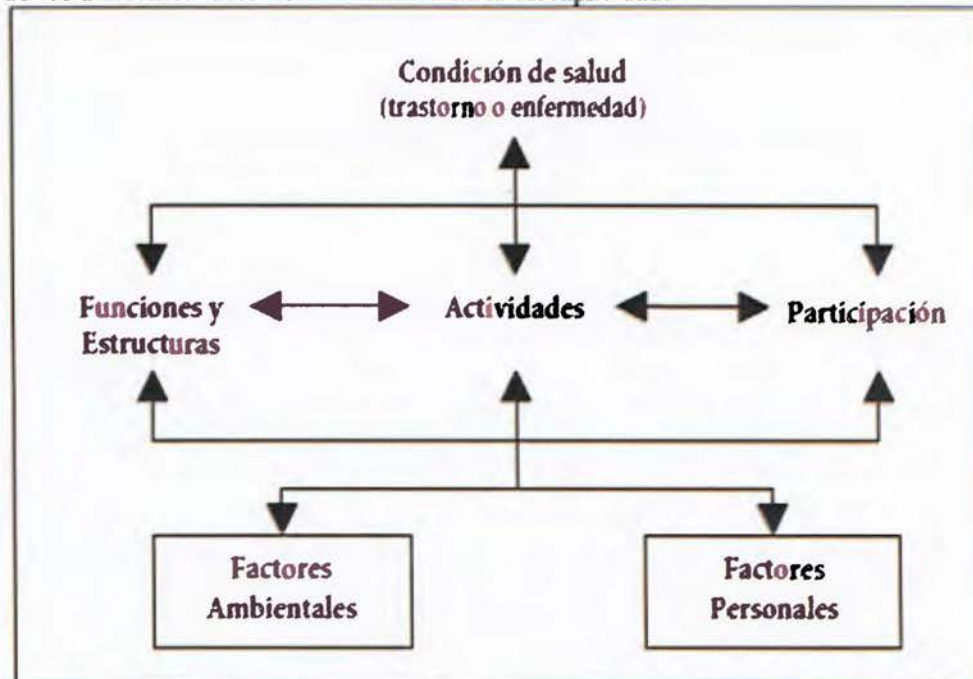 Condición de salud
(trastorno o enfermedad)
Funciones y
Estructuras
Actividades
Participación
Factores
Ambientales
Factores
Personales